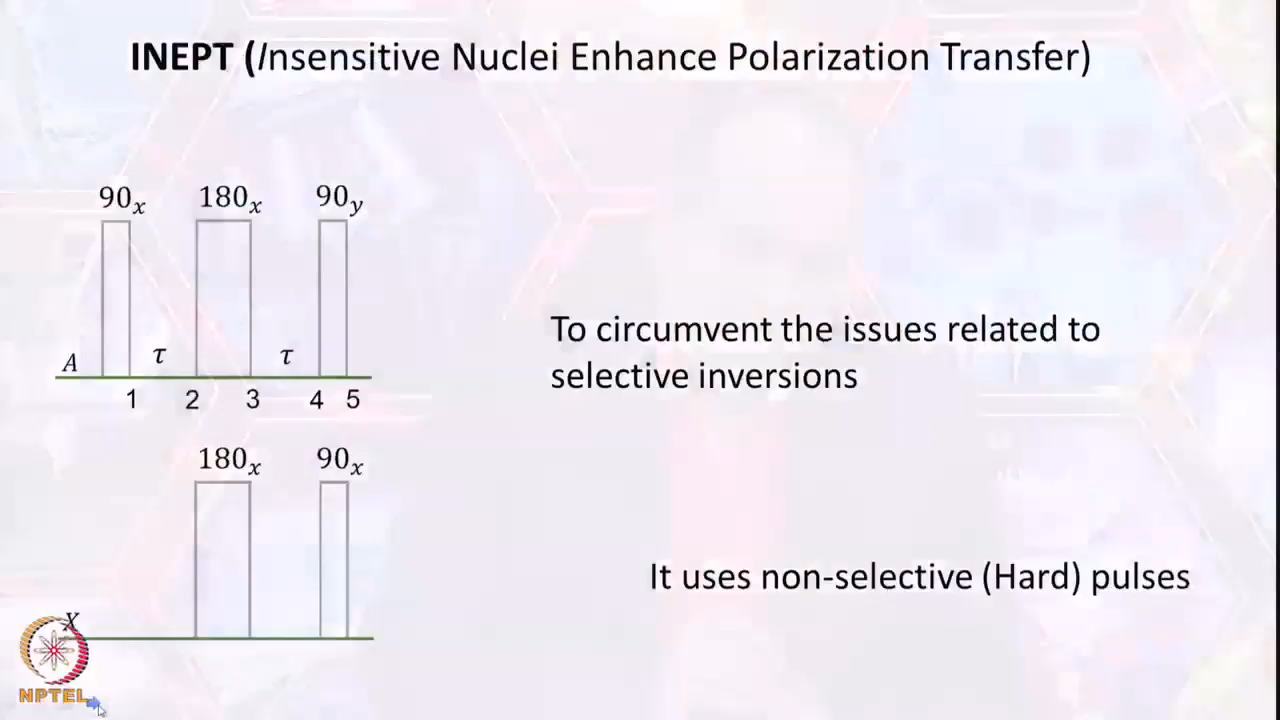 INEPT (Insensitive Nuclei Enhance Polarization Transfer)
90x 180x 90y
A τ τ
1 2 3 4 5
To circumvent the issues related to
selective inversions
180x 90x
It uses non-selective (Hard) pulses
X
NPTEL